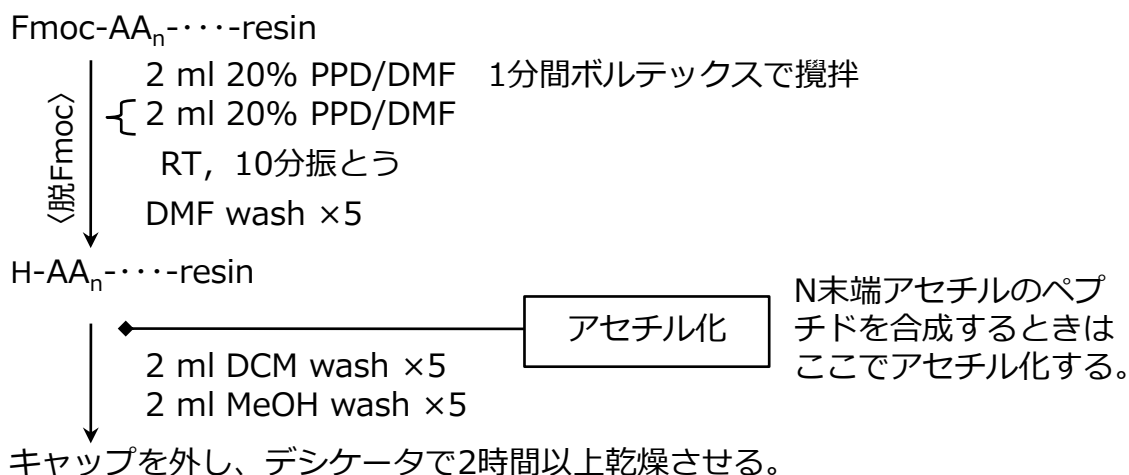 Fmoc-AAn-････-resin
2 ml 20% PPD/DMF 1分間ボルテックスで攪拌
2 ml 20% PPD/DMF
RT，10分振とう
DMF wash ×5
〈脱Fmoc〉
H-AAn-････-resin
アセチル化
N末端アセチルのペプ
チドを合成するときは
ここでアセチル化する。
2 ml DCM wash ×5
2 ml MeOH wash ×5
キャップを外し、デシケータで2時間以上乾燥させる。